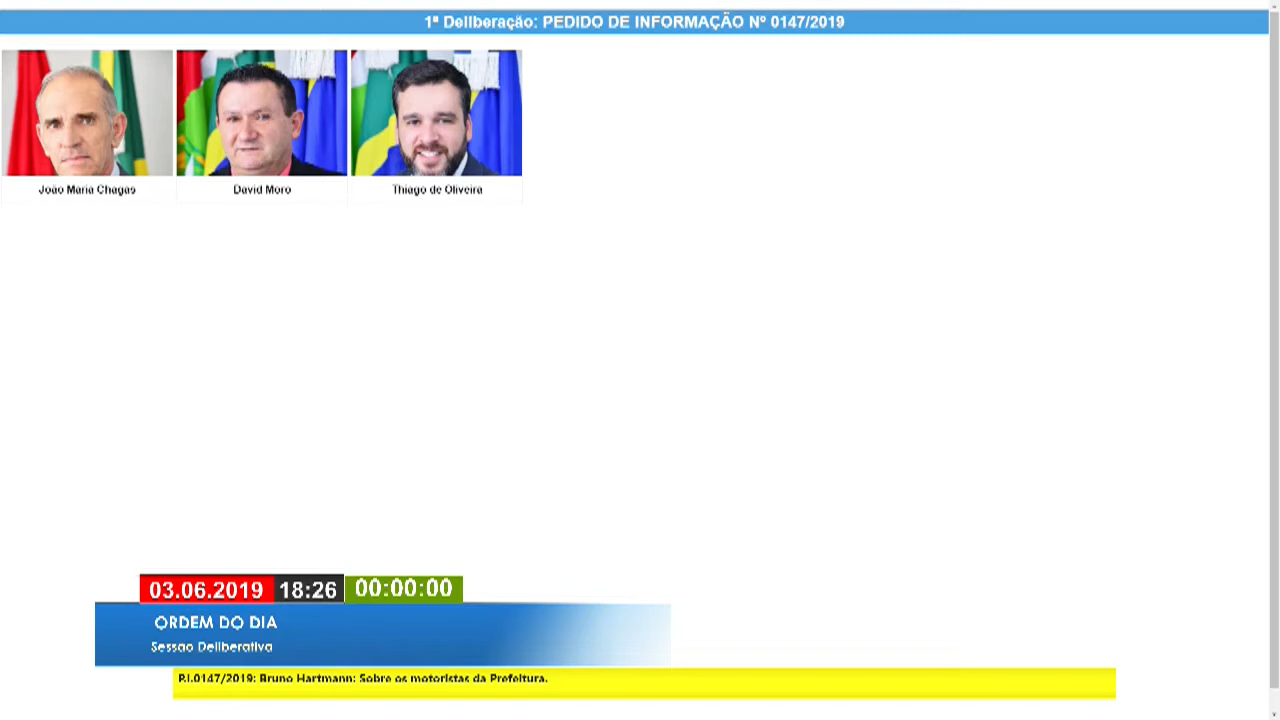 1ª Deliberação: PEDIDO DE INFORMAÇÃO Nº 0147/2019
João Maria Chagas
David Moro
Thiago de Oliveira
03.06.2019 18:26 00:00:00
ORDEM DO DIA
Sessão Deliberativa
P.I.0147/2019: Bruno Hartmann: Sobre os motoristas da Prefeitura.